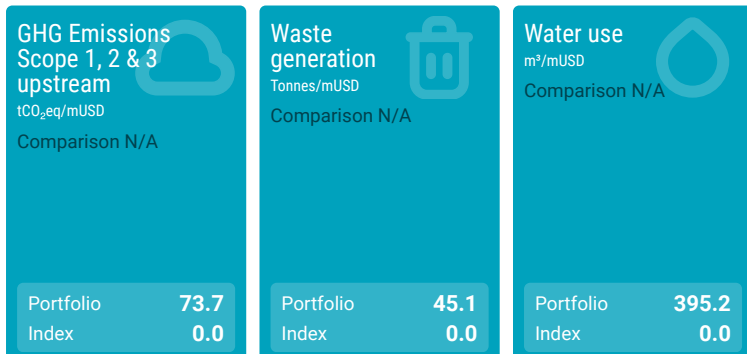 GHG Emissions
Scope 1, 2 & 3
upstream
tCO₂eq/mUSD
Comparison N/A
Portfolio 73.7
Index 0.0
Waste
generation
Tonnes/mUSD
Comparison N/A
Portfolio 45.1
Index 0.0
Water use
m³/mUSD
Comparison N/A
Portfolio 395.2
Index 0.0